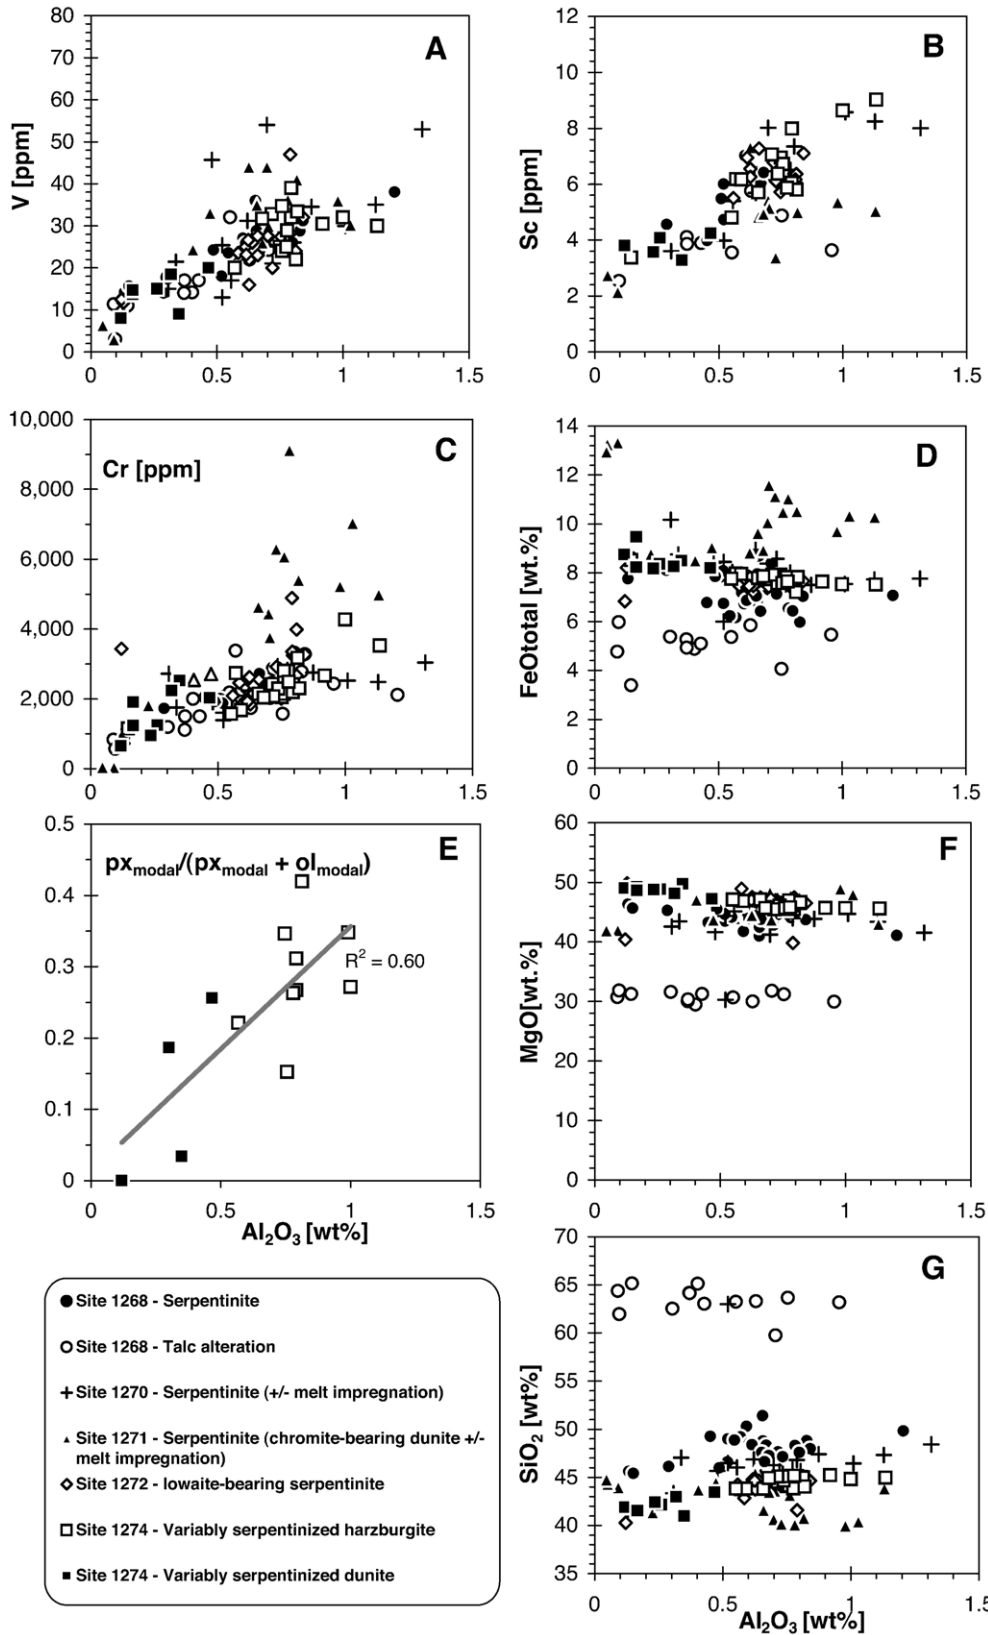 A
V [ppm]
80
70
60
50
40
30
20
10
0
0 0.5 1 1.5
B
Sc [ppm]
12
10
8
6
4
2
0
0 0.5 1 1.5
C
Cr [ppm]
10,000
8,000
6,000
4,000
2,000
0
0 0.5 1 1.5
D
FeOtotal [wt.%]
14
12
10
8
6
4
2
0
0 0.5 1 1.5
E
px modal/(px modal + ol modal)
R² = 0.60
0.5
0.4
0.3
0.2
0.1
0
0 0.5 1 1.5
Al₂O₃ [wt%]
F
MgO[wt.%]
60
50
40
30
20
10
0
0 0.5 1 1.5
G
SiO₂ [wt%]
70
65
60
55
50
45
40
35
0 0.5 1 1.5
Al₂O₃ [wt%]
Site 1268 - Serpentinite
Site 1268 - Talc alteration
Site 1270 - Serpentinite (+/- melt impregnation)
Site 1271 - Serpentinite (chromite-bearing dunite +/-
melt impregnation)
Site 1272 - Iowaite-bearing serpentinite
Site 1274 - Variably serpentinized harzburgite
Site 1274 - Variably serpentinized dunite